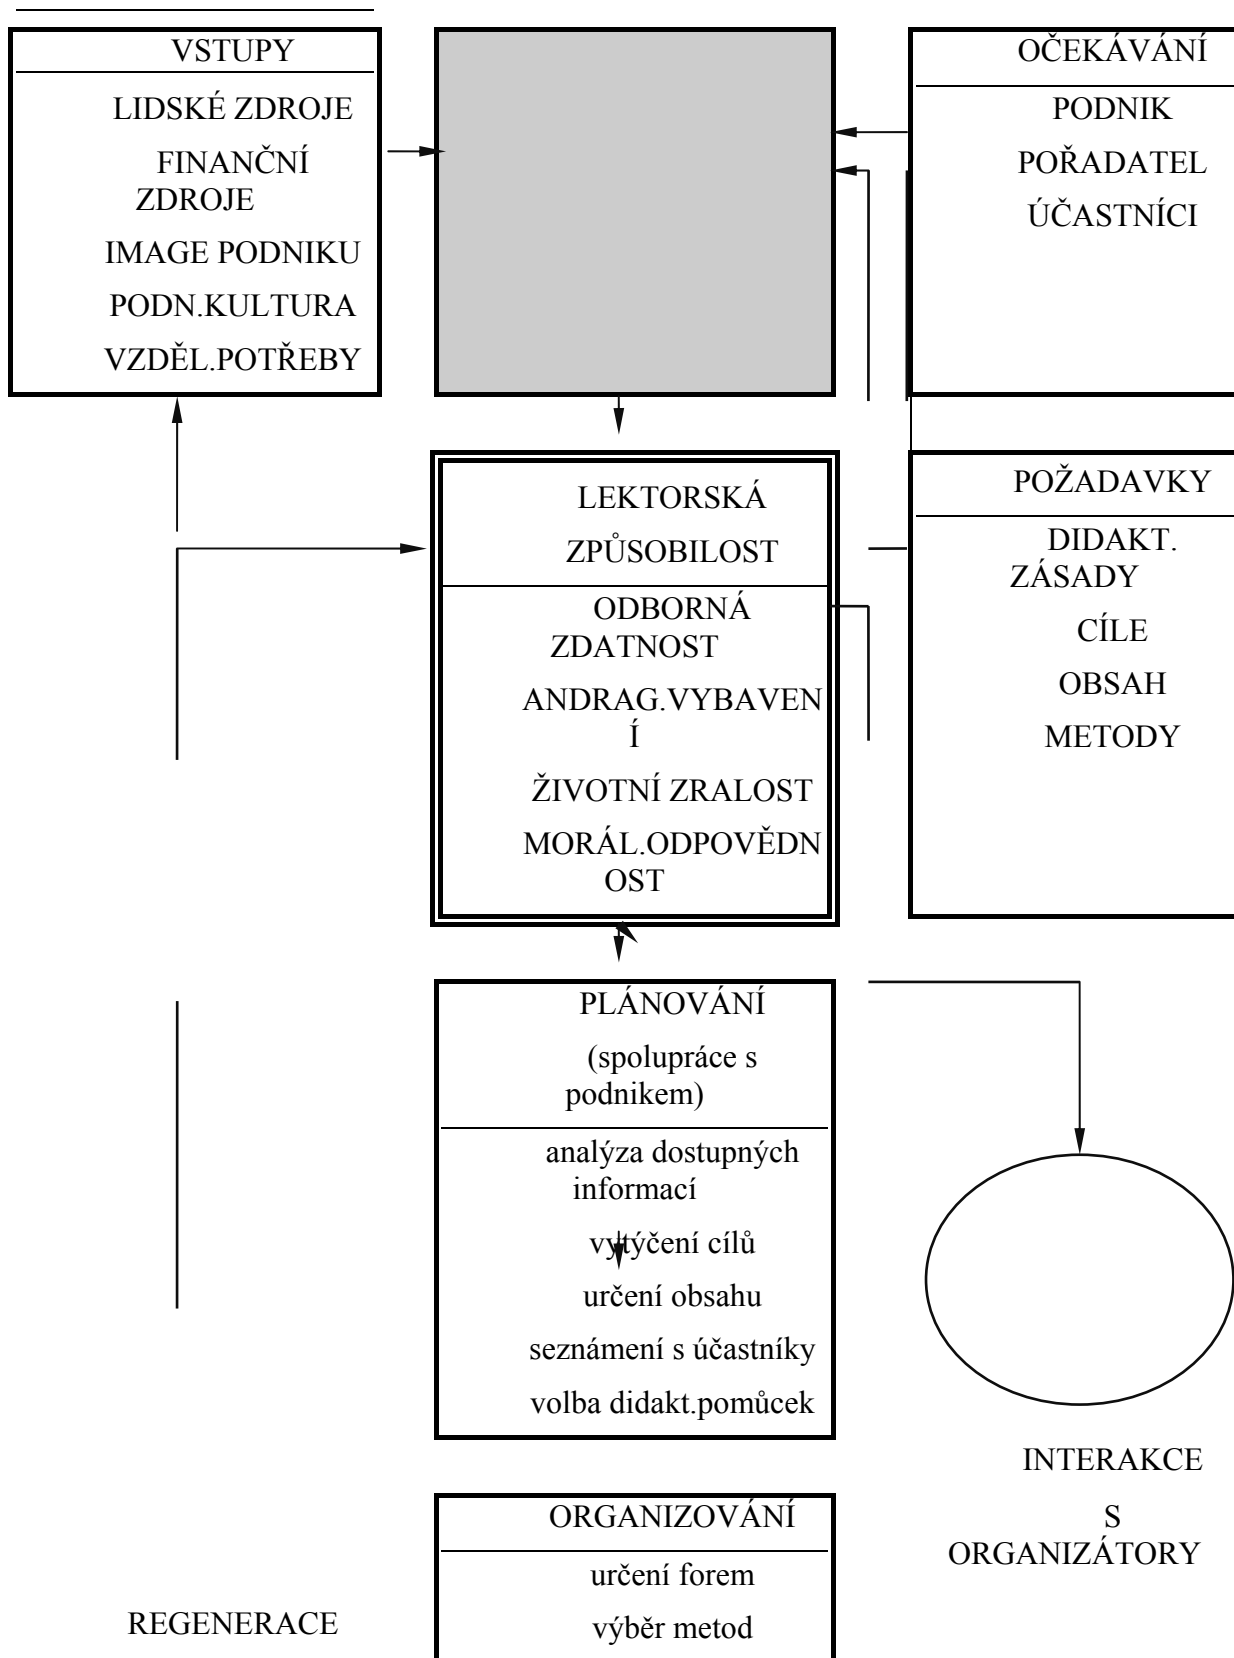 VSTUPY
LIDSKÉ ZDROJE
FINANČNÍ
ZDROJE
IMAGE PODNIKU
PODN.KULTURA
VZDĚL.POTŘEBY
OČEKÁVÁNÍ
PODNIK
POŘADATEL
ÚČASTNÍCI
LEKTORSKÁ
ZPŮSOBILOST
ODBORNÁ
ZDATNOST
ANDRAG.VYBAVEN
Í
ŽIVOTNÍ ZRALOST
MORÁL.ODPOVĚDN
OST
POŽADAVKY
DIDAKT.
ZÁSADY
CÍLE
OBSAH
METODY
PLÁNOVÁNÍ
(spolupráce s
podnikem)
analýza dostupných
informací
vytýčení cílů
určení obsahu
seznámení s účastníky
volba didakt.pomůcek
INTERAKCE
S
ORGANIZÁTORY
ORGANIZOVÁNÍ
určení forem
výběr metod
REGENERACE